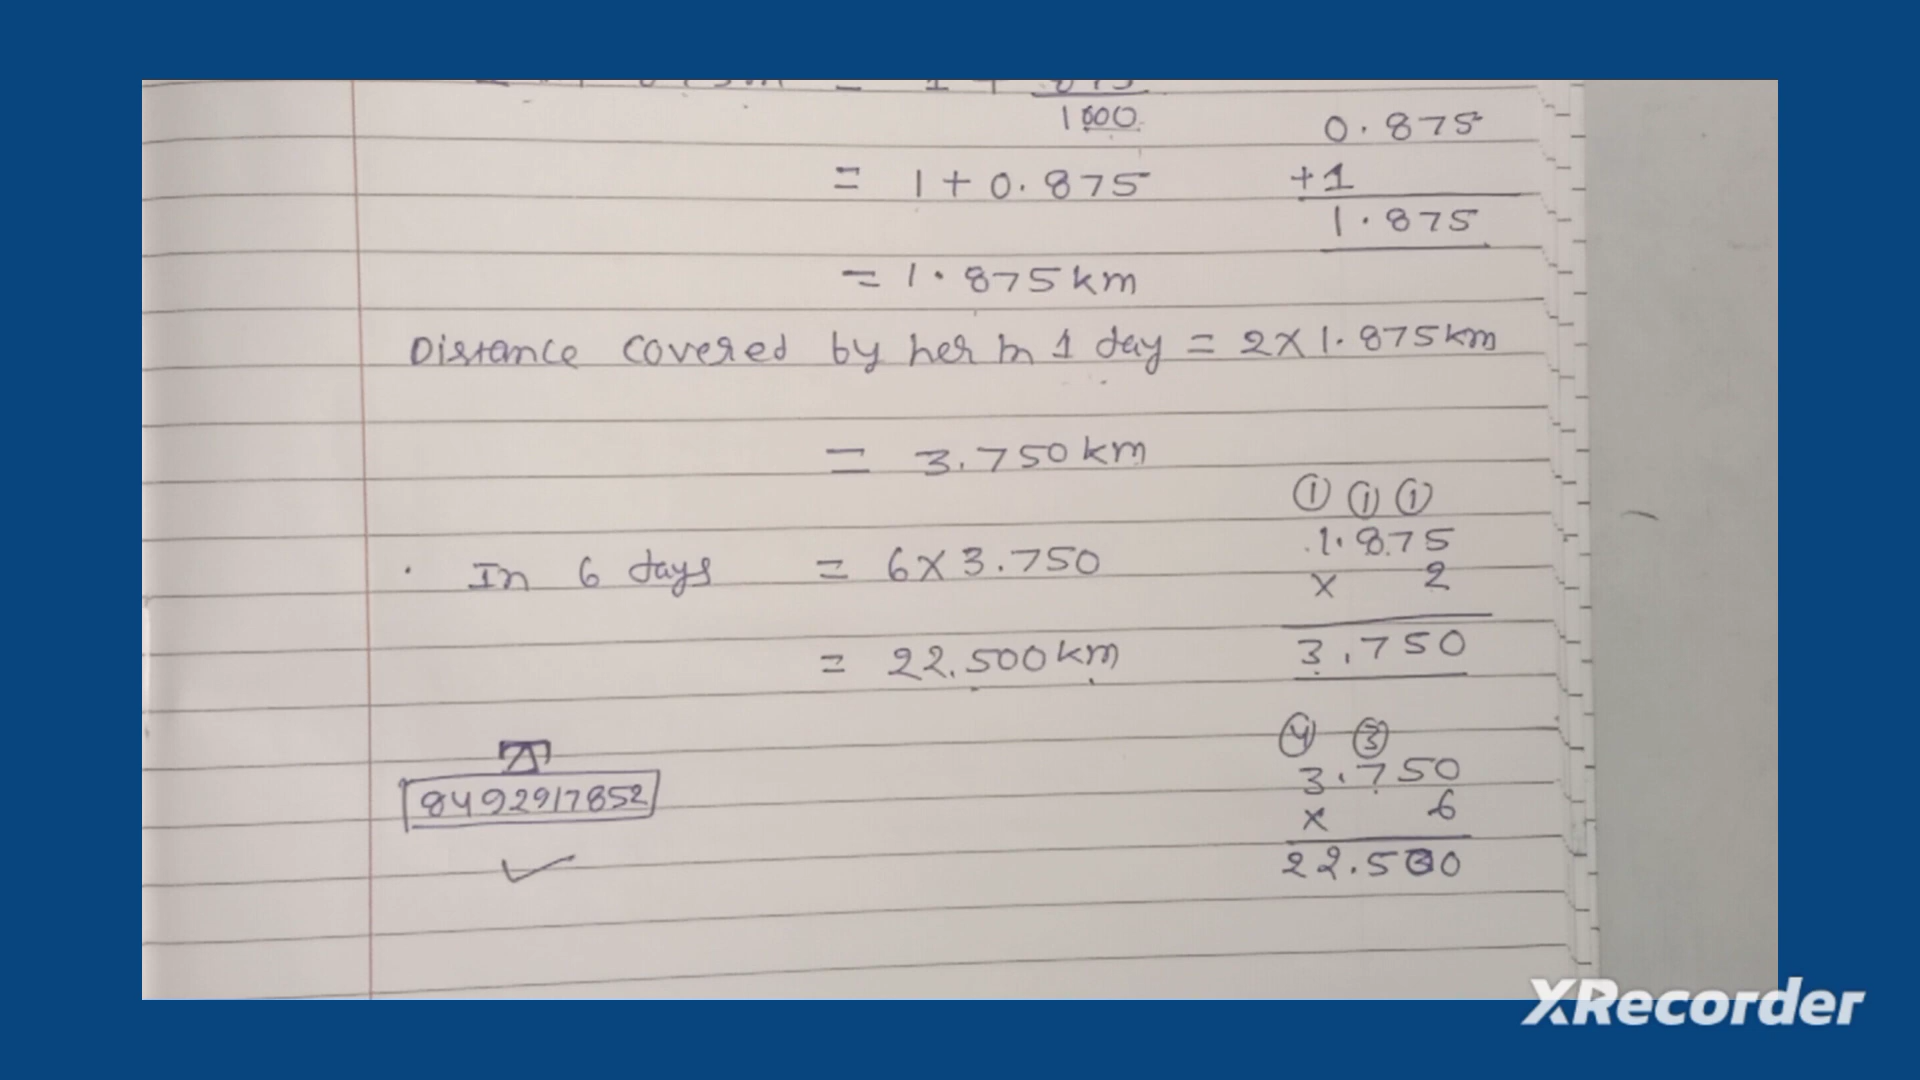 1000
= 1 + 0.875
= 1.875 km
0.875
+1
1.875
Distance covered by her in 1 day = 2 x 1.875 km
= 3.750 km
. In 6 days = 6 x 3.750
= 22.500 km
① ① ①
1.875
x 2
3.750
④ ③
3.750
x 6
22.500
8492917852
XRecorder